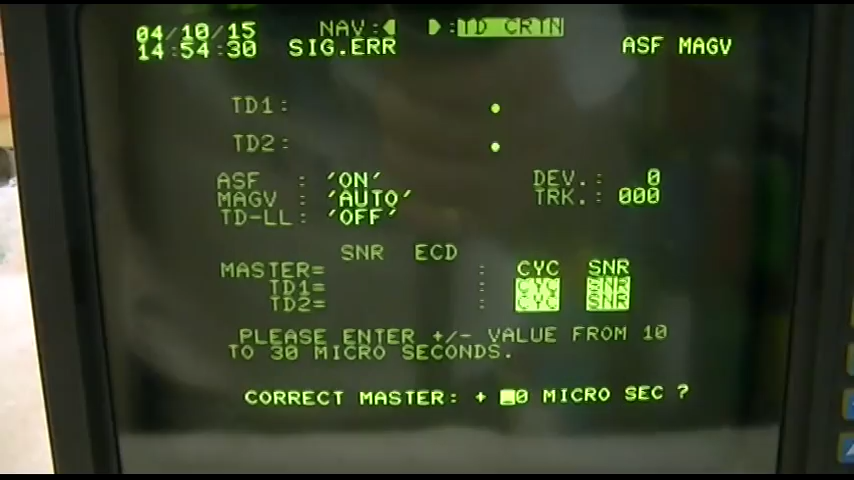 04/10/15 NAV: :TD CRTN
14:54:30 SIG.ERR ASF MAGV
TD1: .
TD2: .
ASF : 'ON' DEV.: 0
MAGV : 'AUTO' TRK.: 000
TD-LL: 'OFF'
SNR ECD
MASTER= : CYC SNR
TD1= : CYC SNR
TD2= : CYC SNR
PLEASE ENTER +/- VALUE FROM 10
TO 30 MICRO SECONDS.
CORRECT MASTER: + _0 MICRO SEC ?